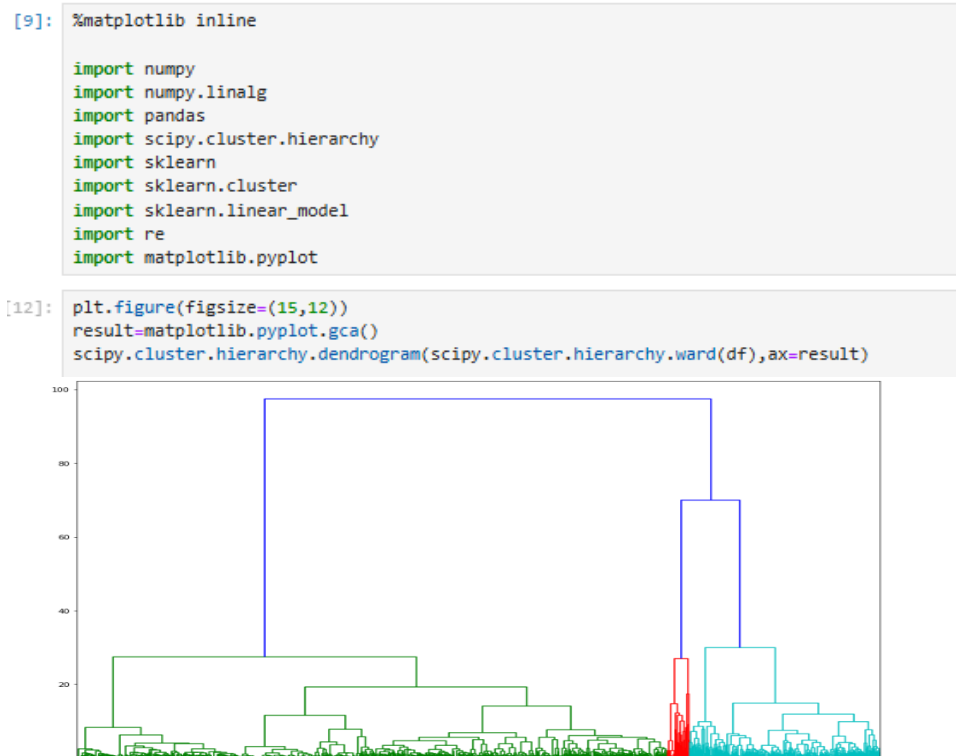 [9]: %matplotlib inline
import numpy
import numpy.linalg
import pandas
import scipy.cluster.hierarchy
import sklearn
import sklearn.cluster
import sklearn.linear_model
import re
import matplotlib.pyplot
[12]: plt.figure(figsize=(15,12))
result=matplotlib.pyplot.gca()
scipy.cluster.hierarchy.dendrogram(scipy.cluster.hierarchy.ward(df),ax=result)
100
80
60
40
20